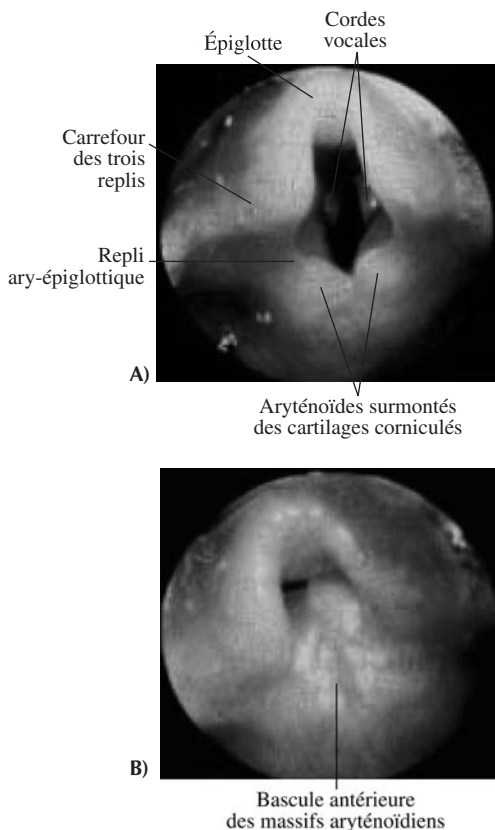 Épiglotte
Cordes
vocales
Carrefour
des trois
replis
Repli
ary-épiglottique
A)
Aryténoïdes surmontés
des cartilages corniculés
B)
Bascule antérieure
des massifs aryténoïdiens